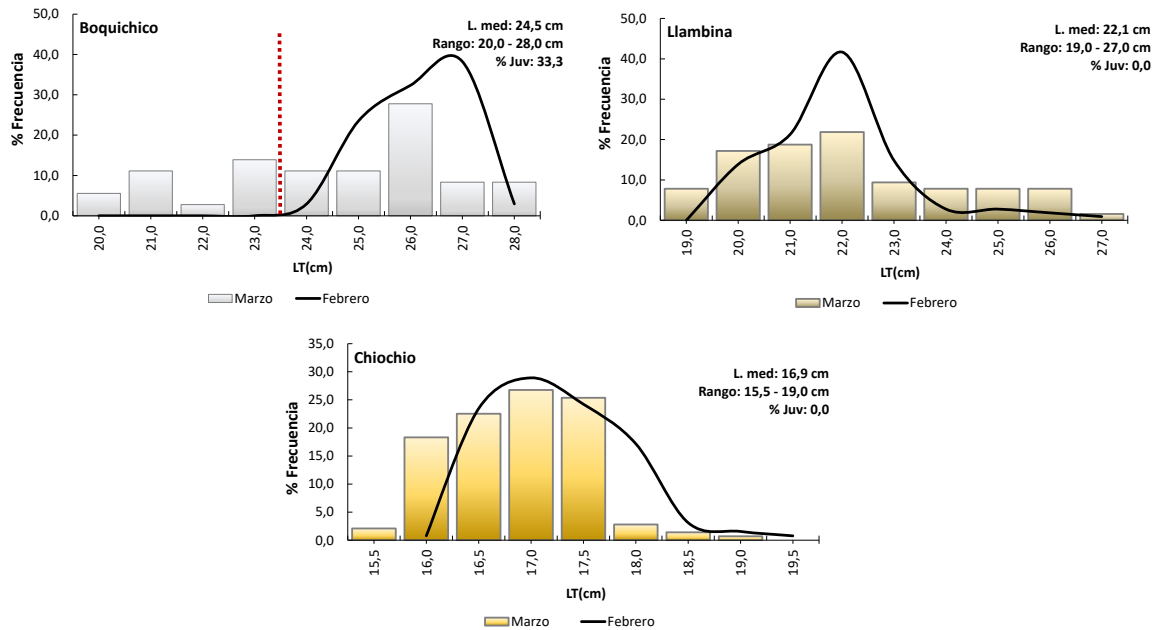 Boquichico
L. med: 24,5 cm
Rango: 20,0 - 28,0 cm
% Juv: 33,3
% Frecuencia
50,0
40,0
30,0
20,0
10,0
0,0
20,0
21,0
22,0
23,0
24,0
25,0
26,0
27,0
28,0
LT(cm)
Marzo
Febrero
Llambina
L. med: 22,1 cm
Rango: 19,0 - 27,0 cm
% Juv: 0,0
% Frecuencia
50,0
40,0
30,0
20,0
10,0
0,0
19,0
20,0
21,0
22,0
23,0
24,0
25,0
26,0
27,0
LT(cm)
Marzo
Febrero
Chiochio
L. med: 16,9 cm
Rango: 15,5 - 19,0 cm
% Juv: 0,0
% Frecuencia
35,0
30,0
25,0
20,0
15,0
10,0
5,0
0,0
15,5
16,0
16,5
17,0
17,5
18,0
18,5
19,0
19,5
LT(cm)
Marzo
Febrero